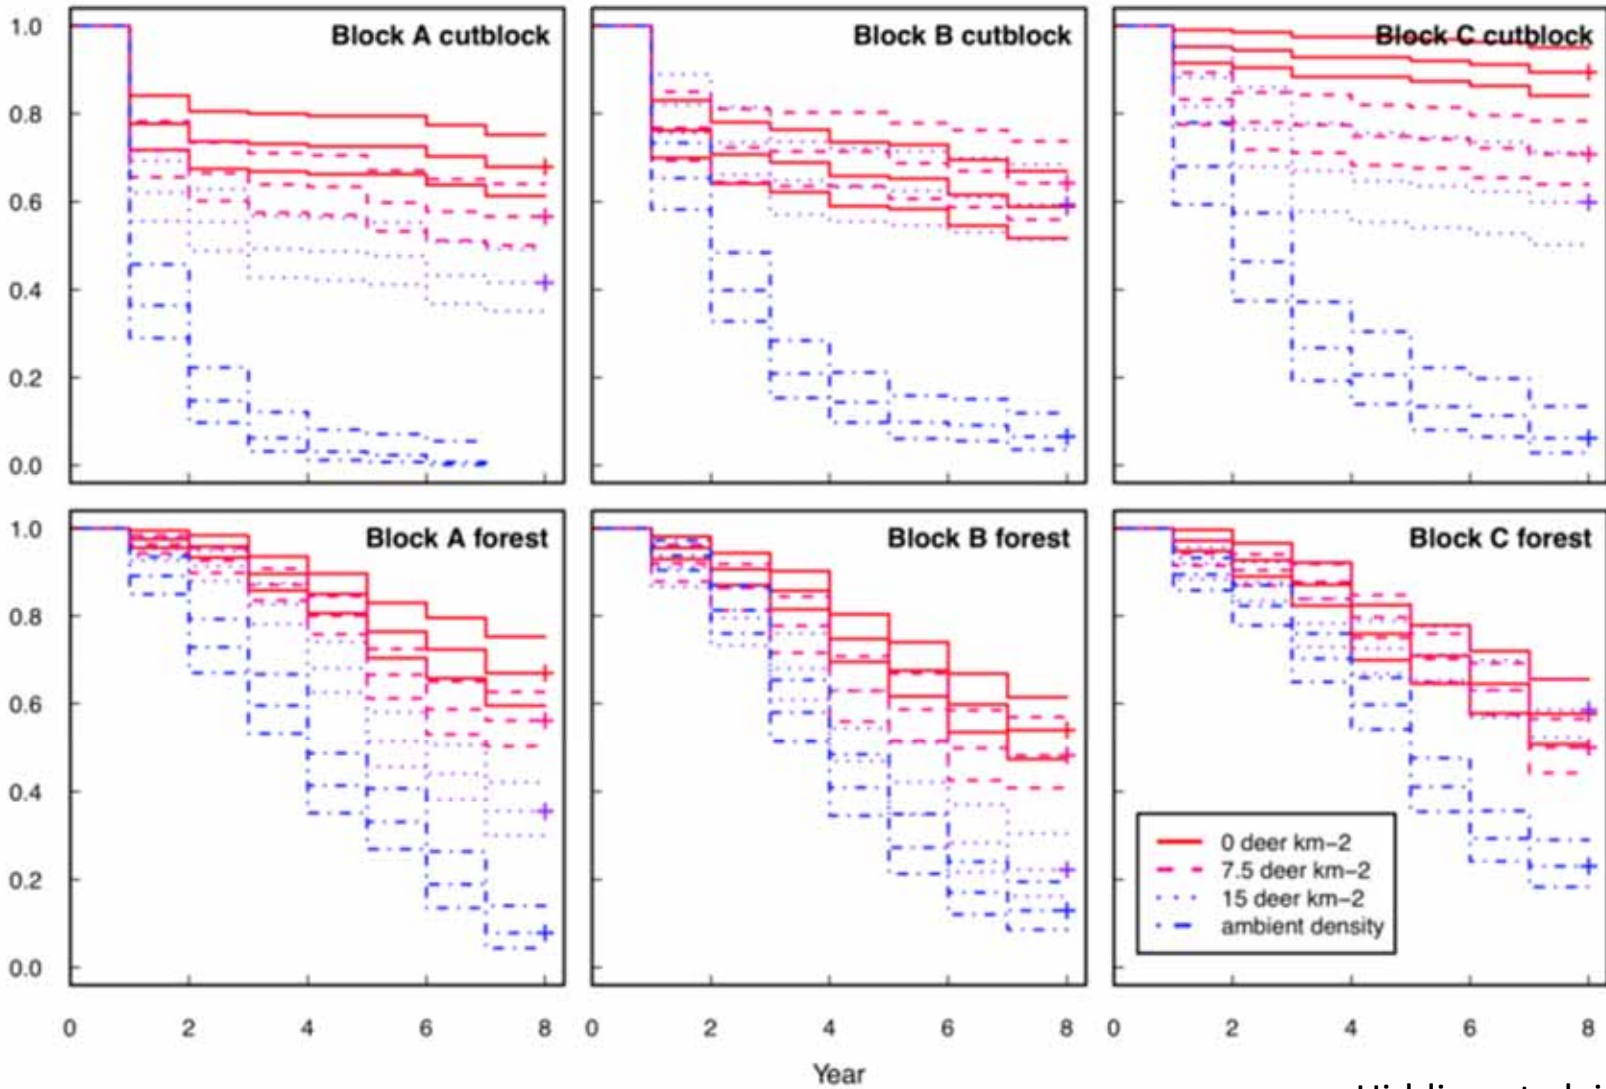 Block A cutblock
Block B cutblock
Block C cutblock
1.0
0.8
0.6
0.4
0.2
0.0
Block A forest
Block B forest
Block C forest
1.0
0.8
0.6
0.4
0.2
0.0
0 deer km−2
7.5 deer km−2
15 deer km−2
ambient density
0 2 4 6 8
0 2 4 6 8
0 2 4 6 8
Year